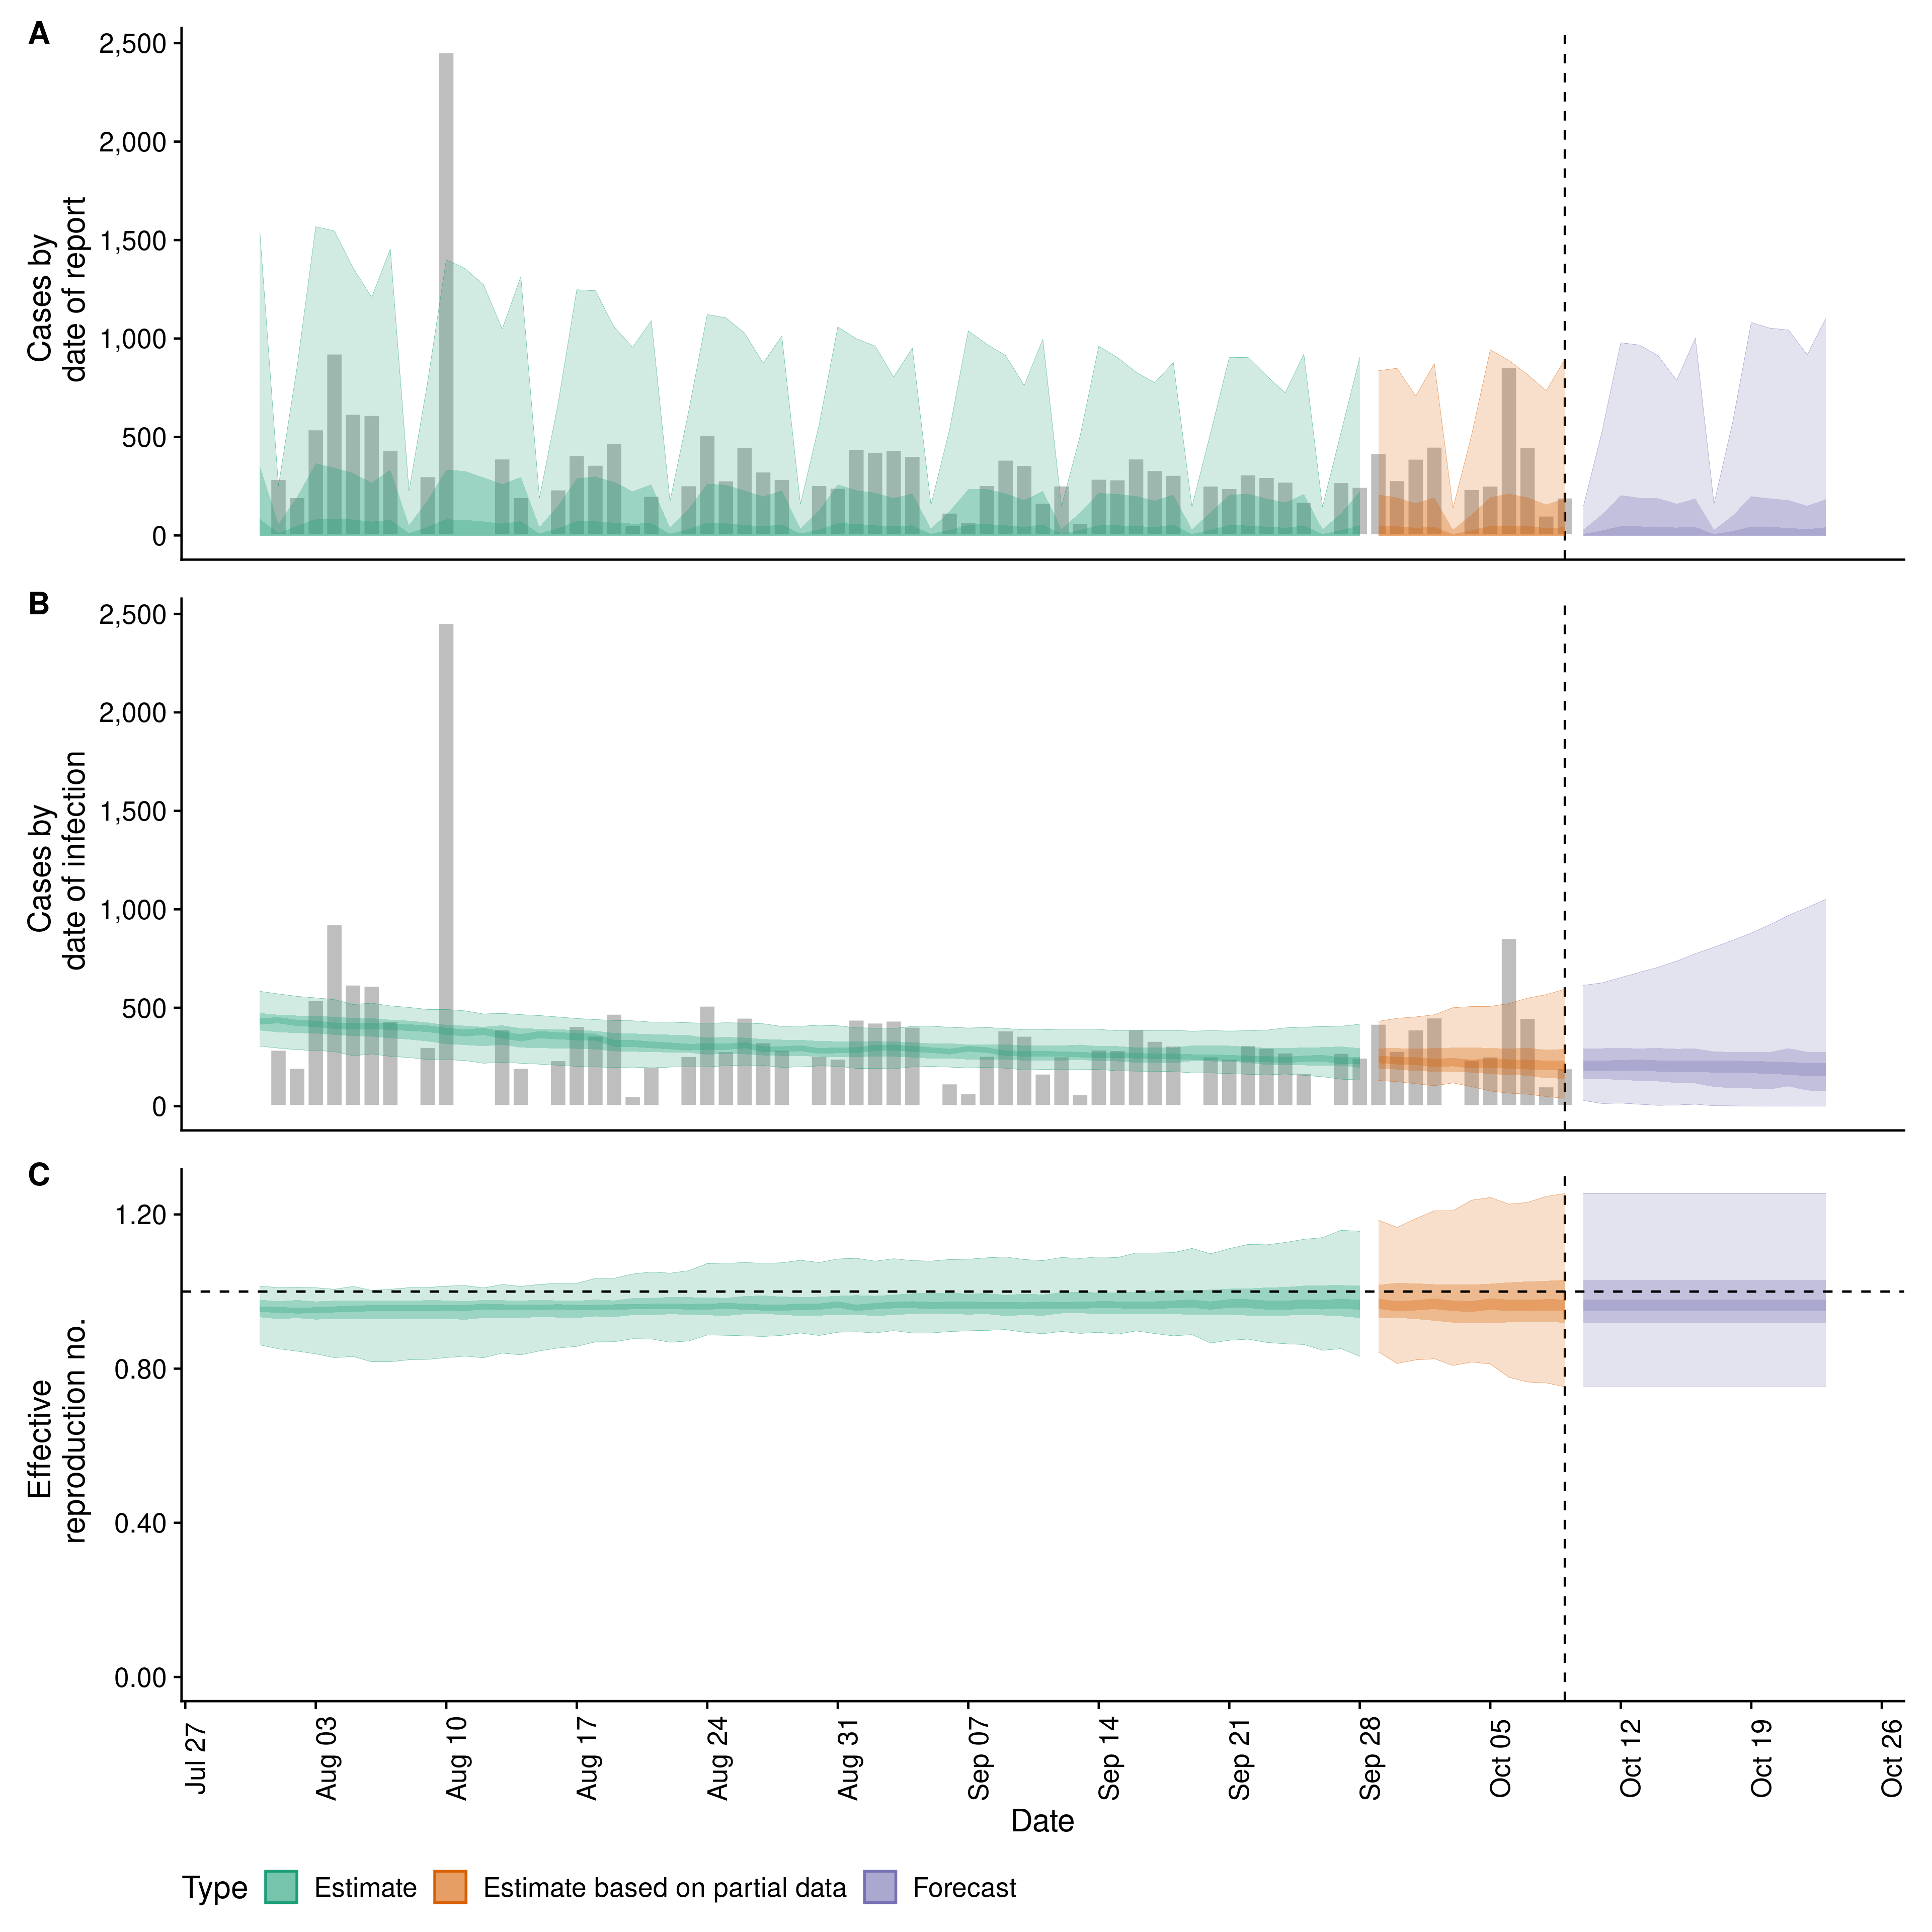 A
2,500
2,000
1,500
1,000
500
0
Cases by
date of report
B
2,500
2,000
1,500
1,000
500
0
Cases by
date of infection
C
1.20
0.80
0.40
0.00
Effective
reproduction no.
Jul 27
Aug 03
Aug 10
Aug 17
Aug 24
Aug 31
Sep 07
Sep 14
Sep 21
Sep 28
Oct 05
Oct 12
Oct 19
Oct 26
Date
Type
Estimate
Estimate based on partial data
Forecast